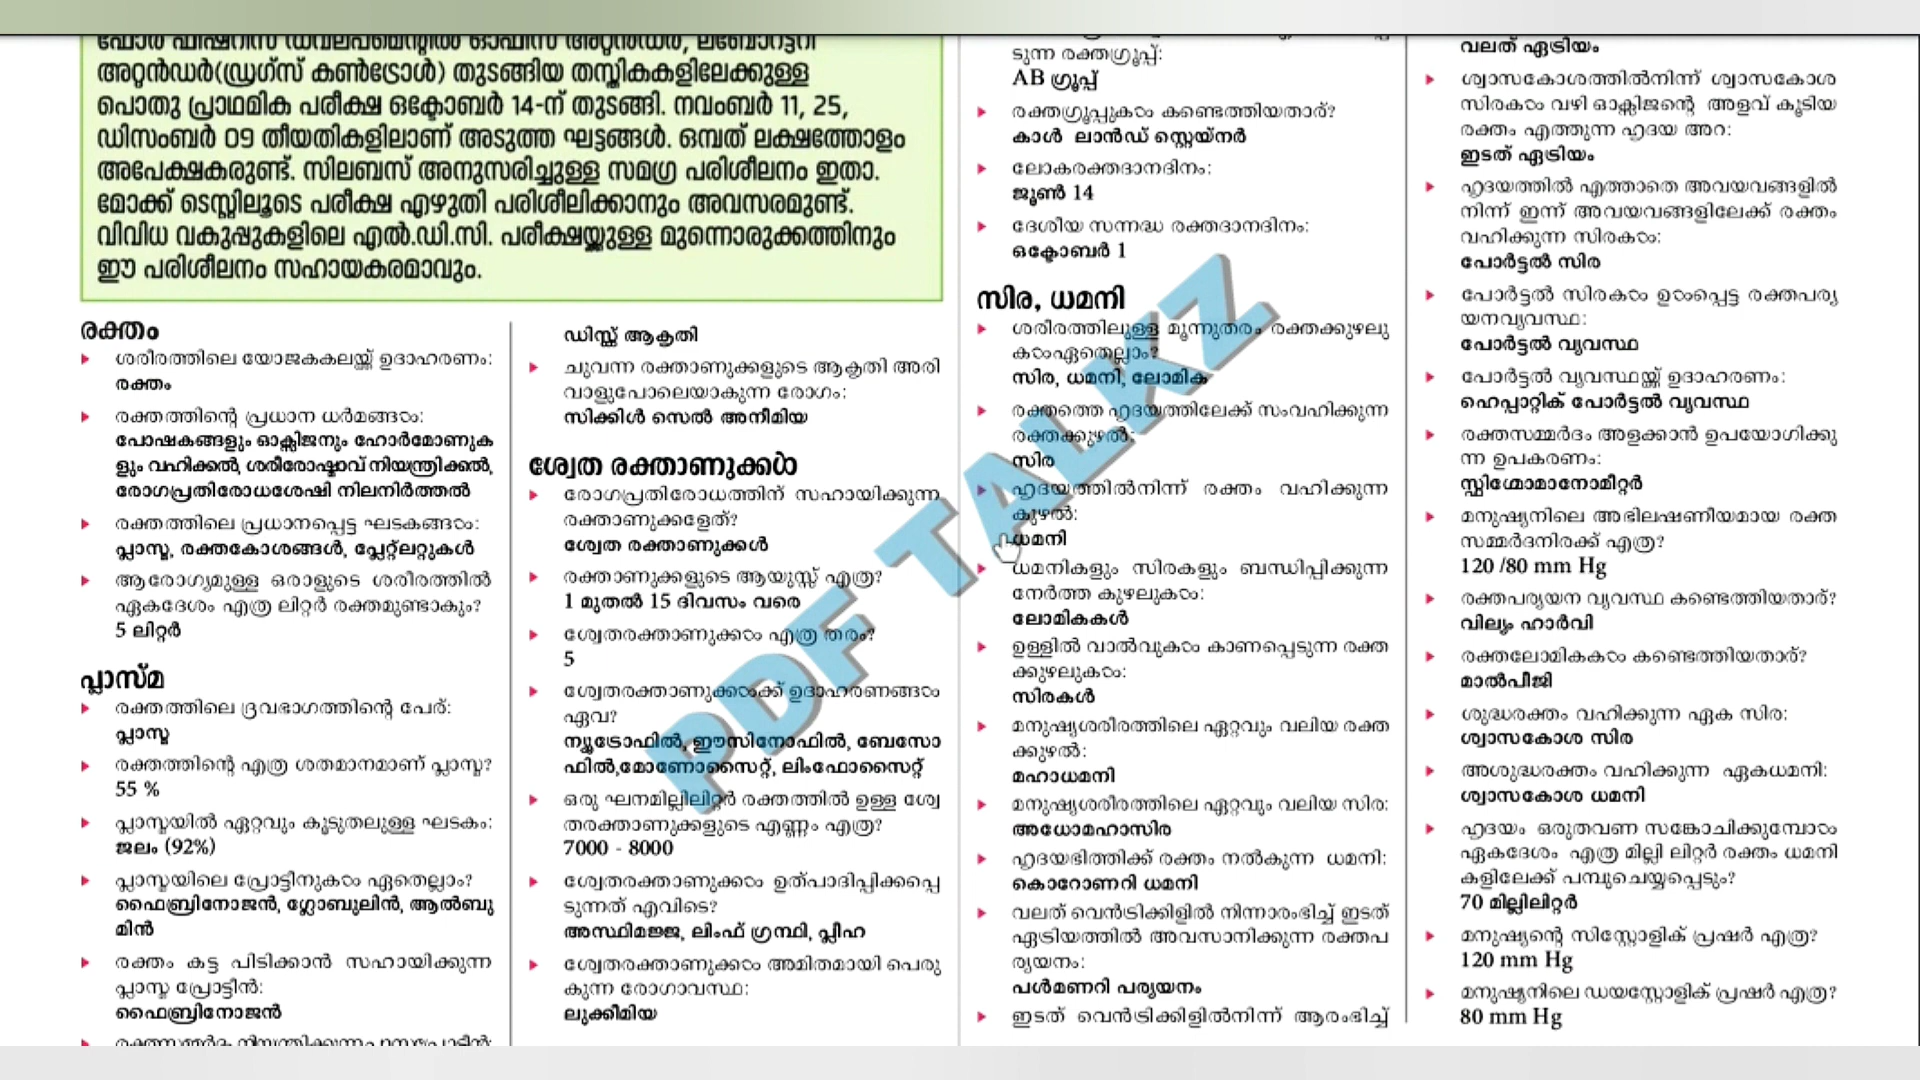 ഫോർ ഫിഷറീസ് ഡവലപ്മെന്റിൽ ഓഫീസ് അറ്റൻഡർ, ലബോറട്ടറി
അറ്റൻഡർ(ഡ്രഗ്സ് കൺട്രോൾ) തുടങ്ങിയ തസ്തികകളിലേക്കുള്ള
പൊതു പ്രാഥമിക പരീക്ഷ ഒക്ടോബർ 14-ന് തുടങ്ങി. നവംബർ 11, 25,
ഡിസംബർ 09 തീയതികളിലാണ് അടുത്ത ഘട്ടങ്ങൾ. ഒമ്പത് ലക്ഷത്തോളം
അപേക്ഷകരുണ്ട്. സിലബസ് അനുസരിച്ചുള്ള സമഗ്ര പരിശീലനം ഇതാ.
മോക്ക് ടെസ്റ്റിലൂടെ പരീക്ഷ എഴുതി പരിശീലിക്കാനും അവസരമുണ്ട്.
വിവിധ വകുപ്പുകളിലെ എൽ.ഡി.സി. പരീക്ഷയ്ക്കുള്ള മുന്നൊരുക്കത്തിനും
ഈ പരിശീലനം സഹായകരമാവും.
രക്തം
ശരീരത്തിലെ യോജകകലയ്ക്ക് ഉദാഹരണം:
രക്തം
രക്തത്തിന്റെ പ്രധാന ധർമങ്ങൾ:
പോഷകങ്ങളും ഓക്സിജനും ഹോർമോണുക
ളും വഹിക്കൽ, ശരീരോഷ്മാവ് നിയന്ത്രിക്കൽ,
രോഗപ്രതിരോധശേഷി നിലനിർത്തൽ
രക്തത്തിലെ പ്രധാനപ്പെട്ട ഘടകങ്ങൾ:
പ്ലാസ്മ, രക്തകോശങ്ങൾ, പ്ലേറ്റ്ലറ്റുകൾ
ആരോഗ്യമുള്ള ഒരാളുടെ ശരീരത്തിൽ
ഏകദേശം എത്ര ലിറ്റർ രക്തമുണ്ടാകും?
5 ലിറ്റർ
പ്ലാസ്മ
രക്തത്തിലെ ദ്രവഭാഗത്തിന്റെ പേര്:
പ്ലാസ്മ
രക്തത്തിന്റെ എത്ര ശതമാനമാണ് പ്ലാസ്മ?
55 %
പ്ലാസ്മയിൽ ഏറ്റവും കൂടുതലുള്ള ഘടകം:
ജലം (92%)
പ്ലാസ്മയിലെ പ്രോട്ടീനുകൾ ഏതെല്ലാം?
ഫൈബ്രിനോജൻ, ഗ്ലോബുലിൻ, ആൽബു
മിൻ
രക്തം കട്ട പിടിക്കാൻ സഹായിക്കുന്ന
പ്ലാസ്മ പ്രോട്ടീൻ:
ഫൈബ്രിനോജൻ
രക്തസമ്മർദം നിയന്ത്രിക്കുന്ന പ്ലാസ്മപ്രോട്ടീൻ:
ഡിസ്ക് ആകൃതി
ചുവന്ന രക്താണുക്കളുടെ ആകൃതി അരി
വാളുപോലെയാകുന്ന രോഗം:
സിക്കിൾ സെൽ അനീമിയ
ശ്വേത രക്താണുക്കൾ
രോഗപ്രതിരോധത്തിന് സഹായിക്കുന്ന
രക്താണുക്കളേത്?
ശ്വേത രക്താണുക്കൾ
രക്താണുക്കളുടെ ആയുസ്സ് എത്ര?
1 മുതൽ 15 ദിവസം വരെ
ശ്വേതരക്താണുക്കൾ എത്ര തരം?
5
ശ്വേതരക്താണുക്കൾക്ക് ഉദാഹരണങ്ങൾ
ഏവ?
ന്യൂട്രോഫിൽ, ഈസിനോഫിൽ, ബേസോ
ഫിൽ,മോണോസൈറ്റ്, ലിംഫോസൈറ്റ്
ഒരു ഘനമില്ലിലിറ്റർ രക്തത്തിൽ ഉള്ള ശ്വേ
തരക്താണുക്കളുടെ എണ്ണം എത്ര?
7000 - 8000
ശ്വേതരക്താണുക്കൾ ഉത്പാദിപ്പിക്കപ്പെ
ടുന്നത് എവിടെ?
അസ്ഥിമജ്ജ, ലിംഫ് ഗ്രന്ഥി, പ്ലീഹ
ശ്വേതരക്താണുക്കൾ അമിതമായി പെരു
കുന്ന രോഗാവസ്ഥ:
ലുക്കീമിയ
ടുന്ന രക്തഗ്രൂപ്പ്:
AB ഗ്രൂപ്പ്
രക്തഗ്രൂപ്പുകൾ കണ്ടെത്തിയതാര്?
കാൾ ലാൻഡ് സ്റ്റെയ്നർ
ലോകരക്തദാനദിനം:
ജൂൺ 14
ദേശീയ സന്നദ്ധ രക്തദാനദിനം:
ഒക്ടോബർ 1
സിര, ധമനി
ശരീരത്തിലുള്ള മൂന്നുതരം രക്തക്കുഴലു
കൾഏതെല്ലാം?
സിര, ധമനി, ലോമിക
രക്തത്തെ ഹൃദയത്തിലേക്ക് സംവഹിക്കുന്ന
രക്തക്കുഴൽ:
സിര
ഹൃദയത്തിൽനിന്ന് രക്തം വഹിക്കുന്ന
കുഴൽ:
ധമനി
ധമനികളും സിരകളും ബന്ധിപ്പിക്കുന്ന
നേർത്ത കുഴലുകൾ:
ലോമികകൾ
ഉള്ളിൽ വാൽവുകൾ കാണപ്പെടുന്ന രക്ത
ക്കുഴലുകൾ:
സിരകൾ
മനുഷ്യശരീരത്തിലെ ഏറ്റവും വലിയ രക്ത
ക്കുഴൽ:
മഹാധമനി
മനുഷ്യശരീരത്തിലെ ഏറ്റവും വലിയ സിര:
അധോമഹാസിര
ഹൃദയഭിത്തിക്ക് രക്തം നൽകുന്ന ധമനി:
കൊറോണറി ധമനി
വലത് വെൻട്രിക്കിളിൽ നിന്നാരംഭിച്ച് ഇടത്
ഏട്രിയത്തിൽ അവസാനിക്കുന്ന രക്തപ
ര്യയനം:
പൾമണറി പര്യയനം
ഇടത് വെൻട്രിക്കിളിൽനിന്ന് ആരംഭിച്ച്
വലത് ഏട്രിയം
ശ്വാസകോശത്തിൽനിന്ന് ശ്വാസകോശ
സിരകൾ വഴി ഓക്സിജന്റെ അളവ് കൂടിയ
രക്തം എത്തുന്ന ഹൃദയ അറ:
ഇടത് ഏട്രിയം
ഹൃദയത്തിൽ എത്താതെ അവയവങ്ങളിൽ
നിന്ന് ഇന്ന് അവയവങ്ങളിലേക്ക് രക്തം
വഹിക്കുന്ന സിരകൾ:
പോർട്ടൽ സിര
പോർട്ടൽ സിരകൾ ഉൾപ്പെട്ട രക്തപര്യ
യനവ്യവസ്ഥ:
പോർട്ടൽ വ്യവസ്ഥ
പോർട്ടൽ വ്യവസ്ഥയ്ക്ക് ഉദാഹരണം:
ഹെപ്പാറ്റിക് പോർട്ടൽ വ്യവസ്ഥ
രക്തസമ്മർദം അളക്കാൻ ഉപയോഗിക്കു
ന്ന ഉപകരണം:
സ്ഫിഗ്മോമാനോമീറ്റർ
മനുഷ്യനിലെ അഭിലഷണീയമായ രക്ത
സമ്മർദനിരക്ക് എത്ര?
120 /80 mm Hg
രക്തപര്യയന വ്യവസ്ഥ കണ്ടെത്തിയതാര്?
വില്യം ഹാർവി
രക്തലോമികകൾ കണ്ടെത്തിയതാര്?
മാൽപീജി
ശുദ്ധരക്തം വഹിക്കുന്ന ഏക സിര:
ശ്വാസകോശ സിര
അശുദ്ധരക്തം വഹിക്കുന്ന ഏകധമനി:
ശ്വാസകോശ ധമനി
ഹൃദയം ഒരുതവണ സങ്കോചിക്കുമ്പോൾ
ഏകദേശം എത്ര മില്ലി ലിറ്റർ രക്തം ധമനി
കളിലേക്ക് പമ്പുചെയ്യപ്പെടും?
70 മില്ലിലിറ്റർ
മനുഷ്യന്റെ സിസ്റ്റോളിക് പ്രഷർ എത്ര?
120 mm Hg
മനുഷ്യനിലെ ഡയസ്റ്റോളിക് പ്രഷർ എത്ര?
80 mm Hg
PDF TALKZ